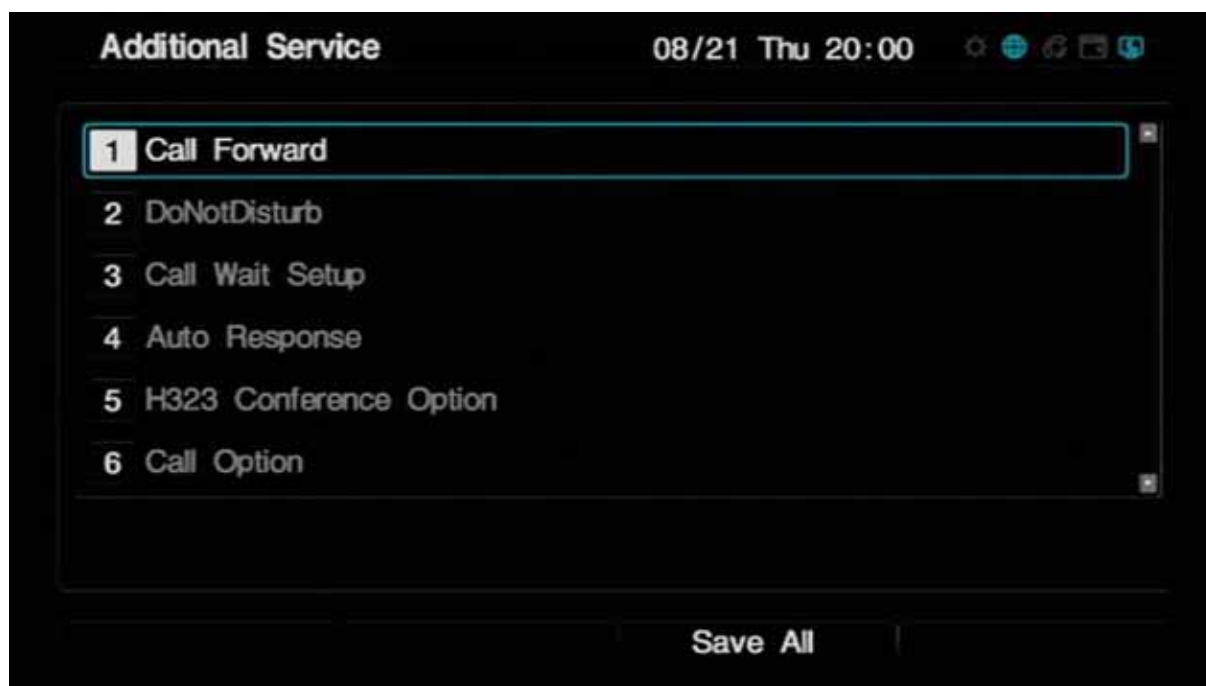 Additional Service 08/21 Thu 20:00
1 Call Forward
2 DoNotDisturb
3 Call Wait Setup
4 Auto Response
5 H323 Conference Option
6 Call Option
Save All